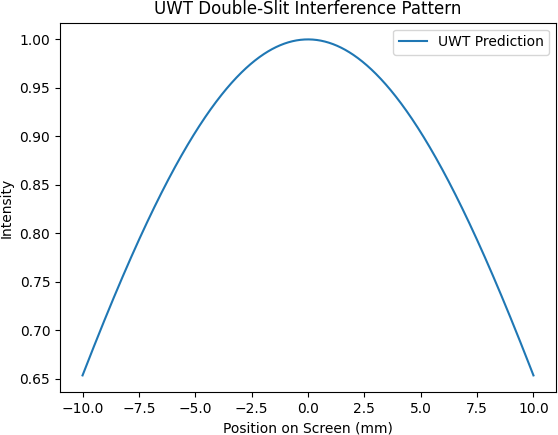 UWT Double-Slit Interference Pattern
UWT Prediction
1.00
0.95
0.90
0.85
0.80
0.75
0.70
0.65
Intensity
−10.0 −7.5 −5.0 −2.5 0.0 2.5 5.0 7.5 10.0
Position on Screen (mm)